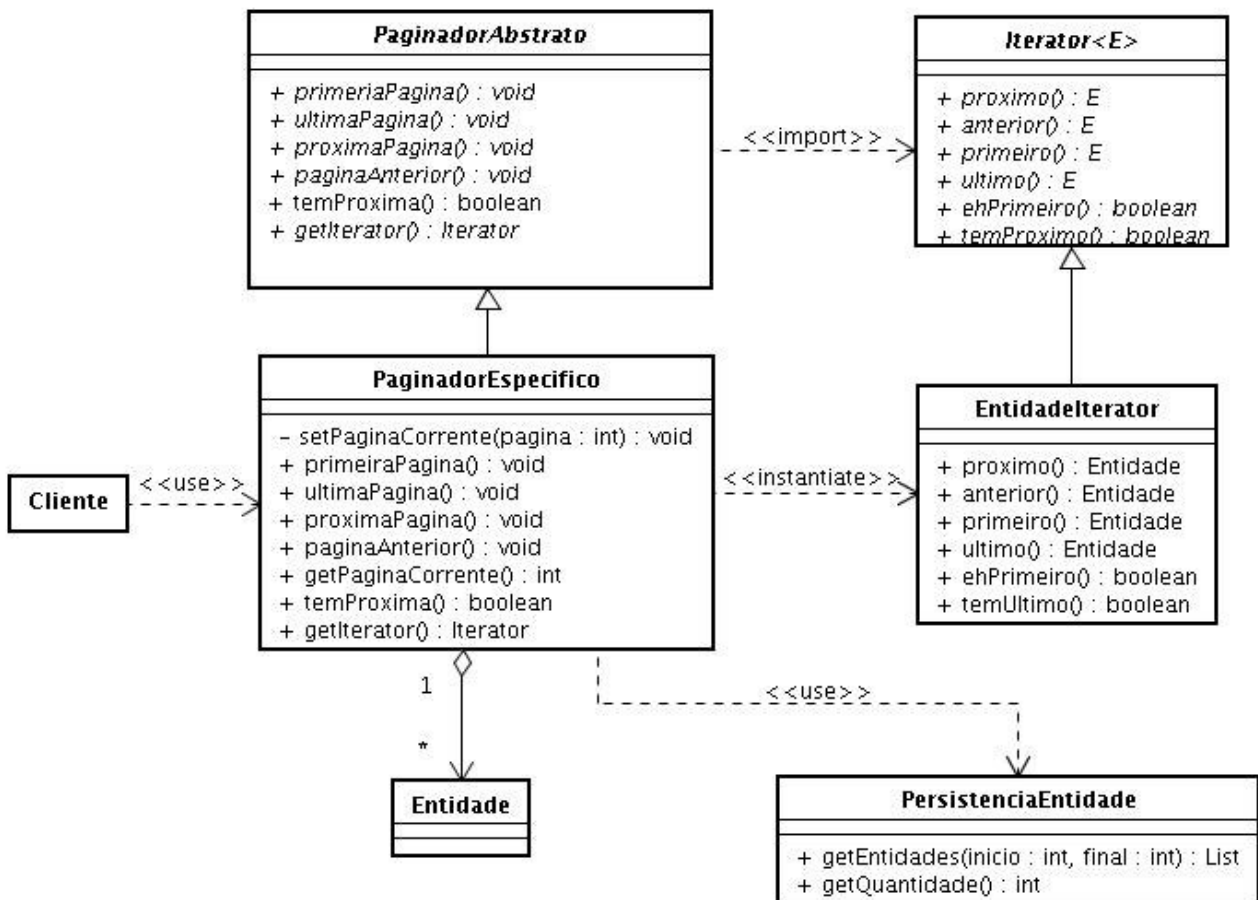 PaginadorAbstrato
+ primeriaPagina() : void
+ ultimaPagina() : void
+ proximaPagina() : void
+ paginaAnterior() : void
+ temProxima() : boolean
+ getIterator() : Iterator
<<import>>
Iterator<E>
+ proximo() : E
+ anterior() : E
+ primeiro() : E
+ ultimo() : E
+ ehPrimeiro() : boolean
+ temProximo() : boolean
Cliente
<<use>>
PaginadorEspecifico
- setPaginaCorrente(pagina : int) : void
+ primeiraPagina() : void
+ ultimaPagina() : void
+ proximaPagina() : void
+ paginaAnterior() : void
+ getPaginaCorrente() : int
+ temProxima() : boolean
+ getIterator() : Iterator
<<instantiate>>
EntidadeIterator
+ proximo() : Entidade
+ anterior() : Entidade
+ primeiro() : Entidade
+ ultimo() : Entidade
+ ehPrimeiro() : boolean
+ temUltimo() : boolean
1
*
<<use>>
Entidade
PersistenciaEntidade
+ getEntidades(inicio : int, final : int) : List
+ getQuantidade() : int